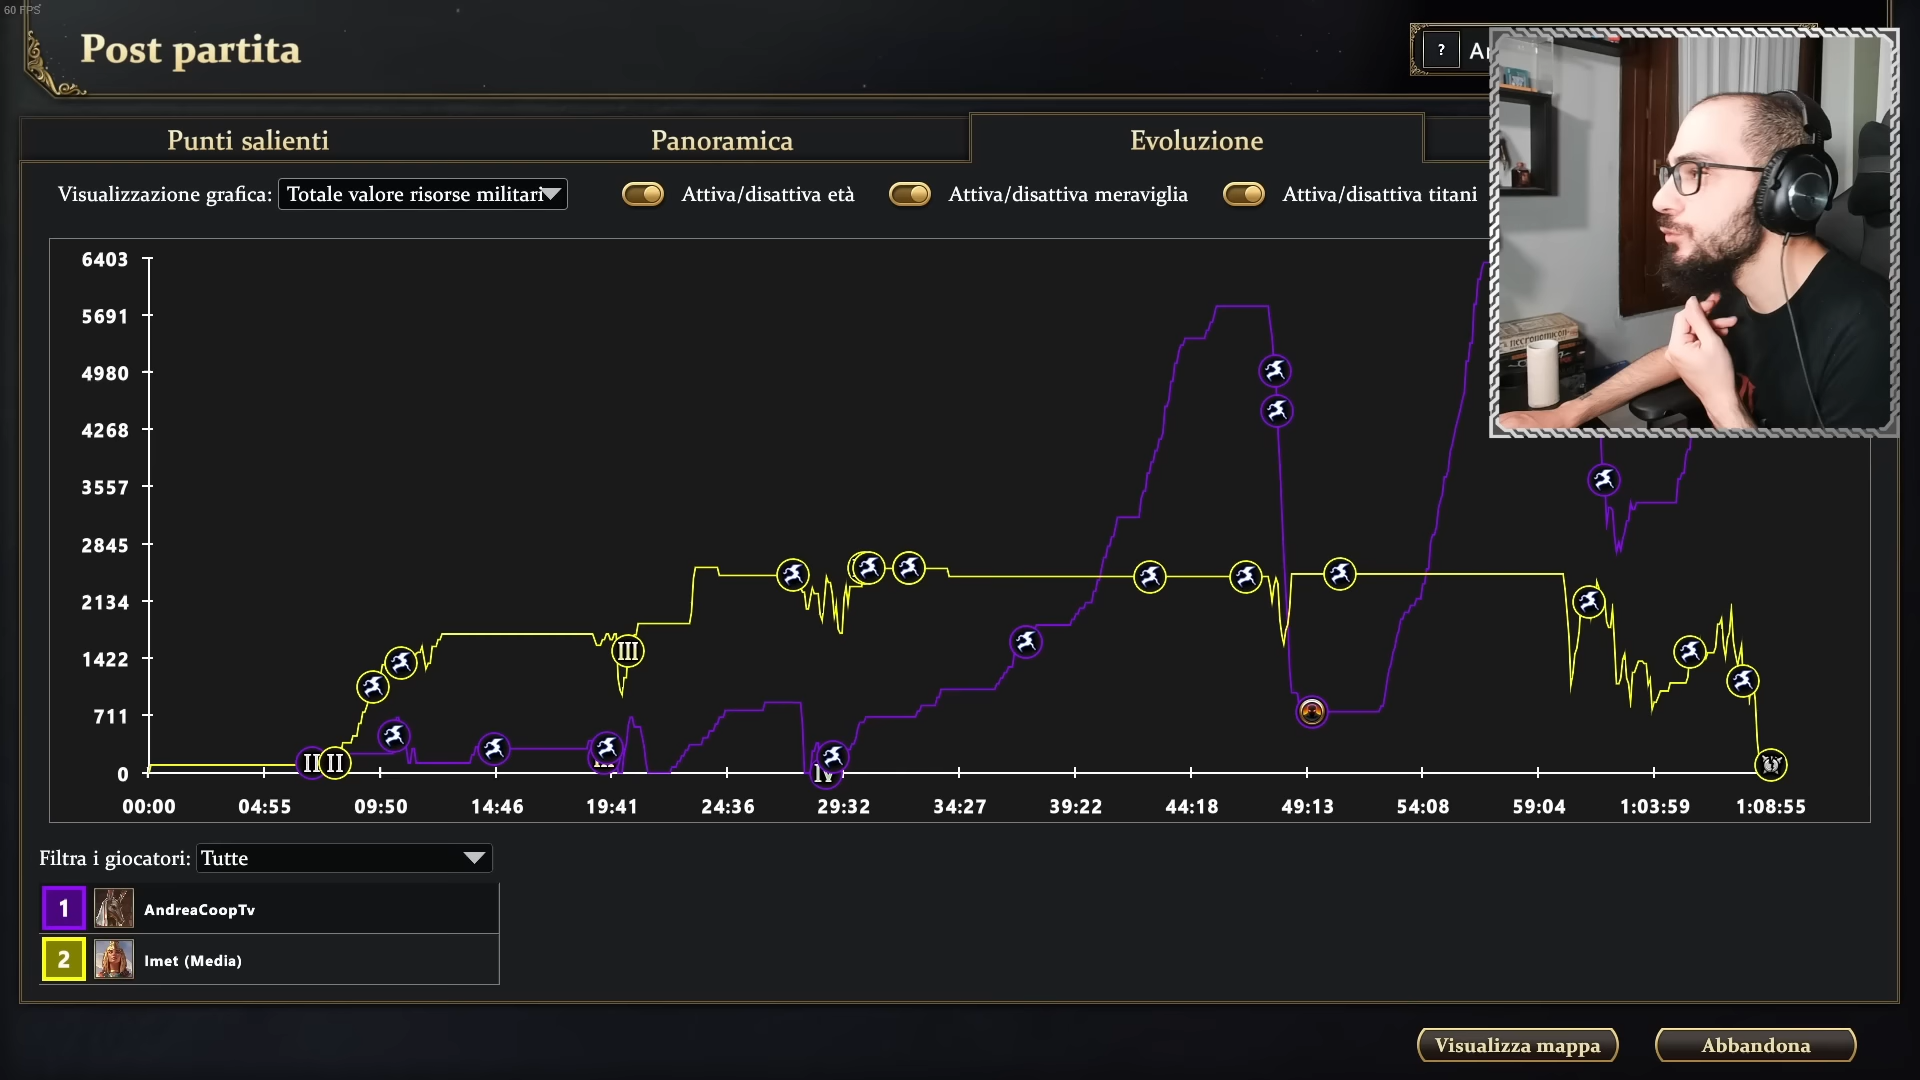 60 FPS
Post partita
?
Punti salienti
Panoramica
Evoluzione
Visualizzazione grafica: Totale valore risorse militari
Attiva/disattiva età
Attiva/disattiva meraviglia
Attiva/disattiva titani
6403
5691
4980
4268
3557
2845
2134
1422
711
0
III
II
II
00:00 04:55 09:50 14:46 19:41 24:36 29:32 34:27 39:22 44:18 49:13 54:08 59:04 1:03:59 1:08:55
Filtra i giocatori: Tutte
1 AndreaCoopTv
2 Imet (Media)
Visualizza mappa
Abbandona